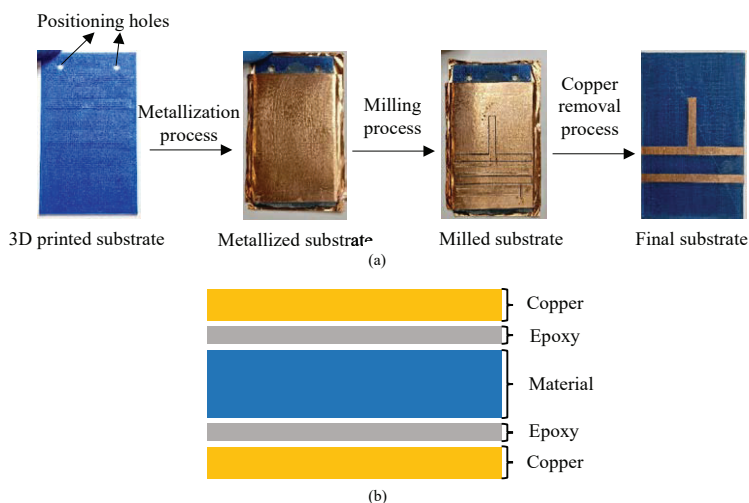 Positioning holes
Metallization
process
Milling
process
Copper
removal
process
3D printed substrate
Metallized substrate
Milled substrate
Final substrate
(a)
Copper
Epoxy
Material
Epoxy
Copper
(b)